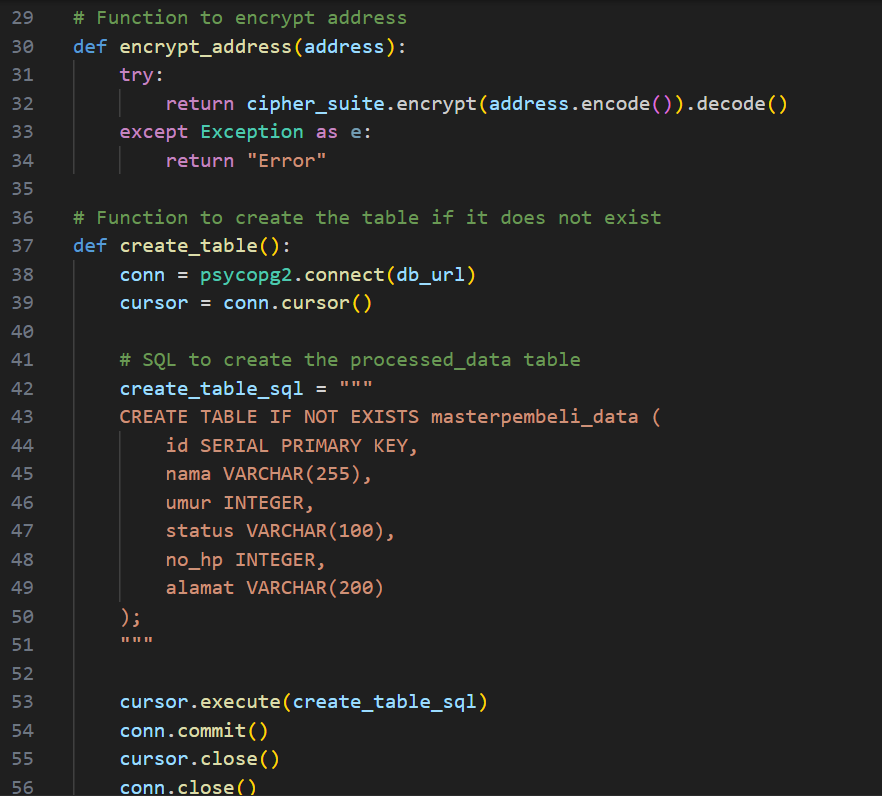 29 # Function to encrypt address
30 def encrypt_address(address):
31     try:
32         return cipher_suite.encrypt(address.encode()).decode()
33     except Exception as e:
34         return "Error"
35
36 # Function to create the table if it does not exist
37 def create_table():
38     conn = psycopg2.connect(db_url)
39     cursor = conn.cursor()
40
41     # SQL to create the processed_data table
42     create_table_sql = """
43     CREATE TABLE IF NOT EXISTS masterpembeli_data (
44         id SERIAL PRIMARY KEY,
45         nama VARCHAR(255),
46         umur INTEGER,
47         status VARCHAR(100),
48         no_hp INTEGER,
49         alamat VARCHAR(200)
50     );
51     """
52
53     cursor.execute(create_table_sql)
54     conn.commit()
55     cursor.close()
56     conn.close()